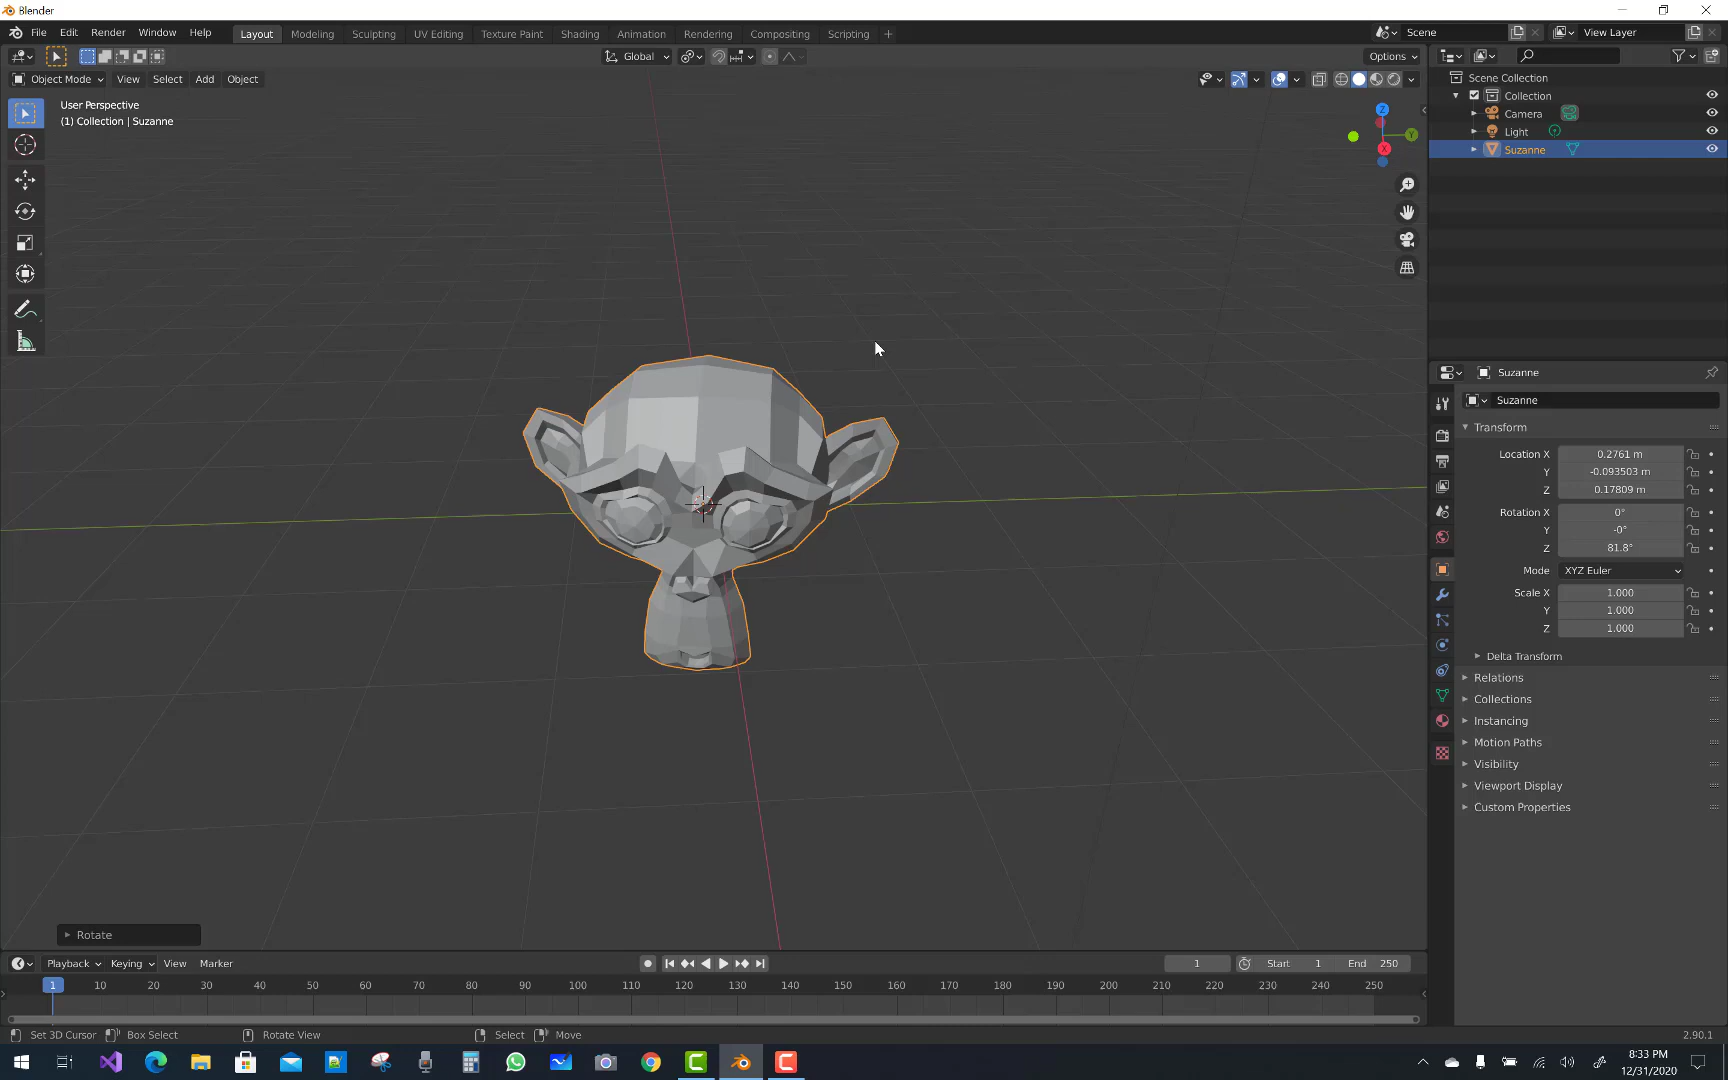 Blender
File Edit Render Window Help
Layout Modeling Sculpting UV Editing Texture Paint Shading Animation Rendering Compositing Scripting +
Scene
View Layer
Global
Options
Object Mode View Select Add Object
User Perspective
(1) Collection | Suzanne
Z
Y
X
Scene Collection
Collection
Camera
Light
Suzanne
Suzanne
Suzanne
Transform
Location X 0.2761 m
Y -0.093503 m
Z 0.17809 m
Rotation X 0°
Y -0°
Z 81.8°
Mode XYZ Euler
Scale X 1.000
Y 1.000
Z 1.000
Delta Transform
Relations
Collections
Instancing
Motion Paths
Visibility
Viewport Display
Custom Properties
Rotate
Playback Keying View Marker
1 Start 1 End 250
1 10 20 30 40 50 60 70 80 90 100 110 120 130 140 150 160 170 180 190 200 210 220 230 240 250
Set 3D Cursor Box Select Rotate View Select Move 2.90.1
8:33 PM
12/31/2020